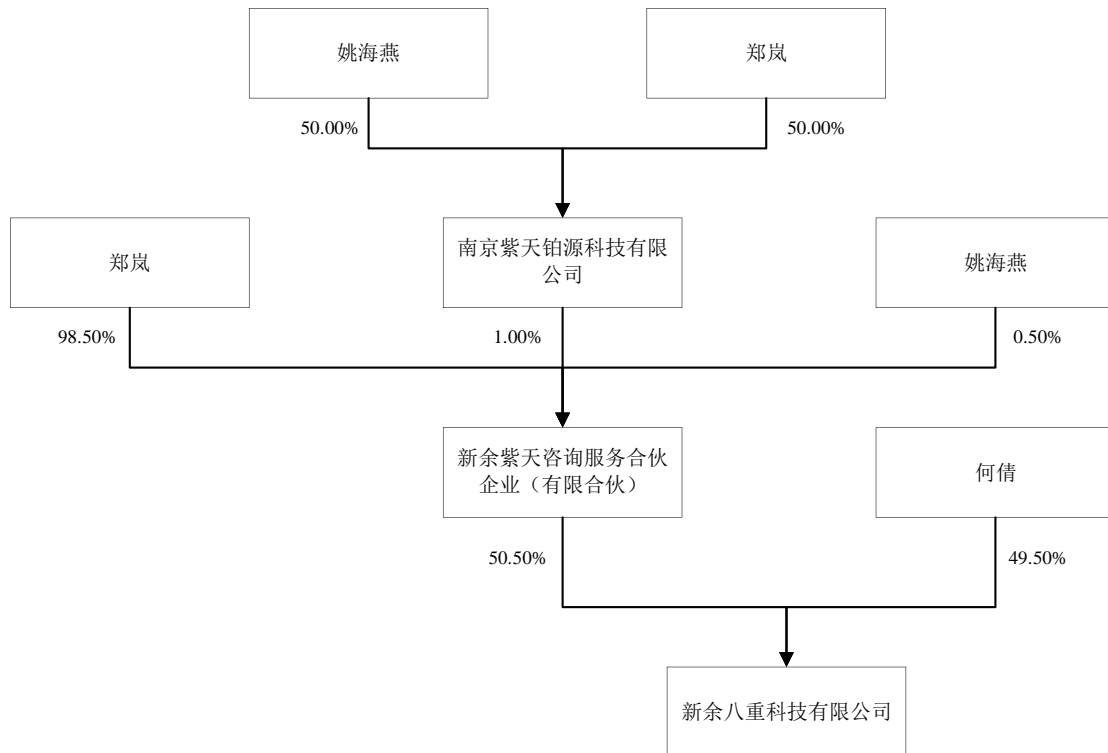 姚海燕
郑岚
50.00%
50.00%
郑岚
南京紫天铂源科技有限
公司
姚海燕
98.50%
1.00%
0.50%
新余紫天咨询服务合伙
企业（有限合伙）
何倩
50.50%
49.50%
新余八重科技有限公司